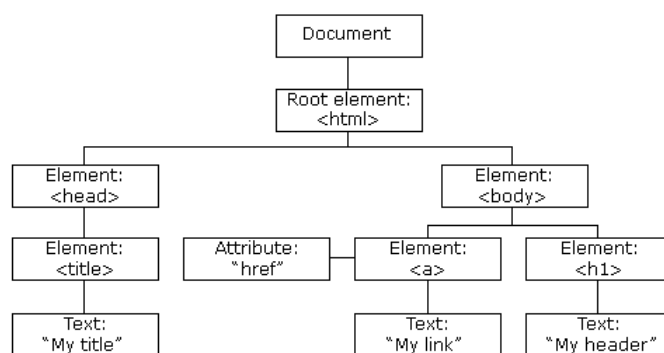 Document
Root element:
<html>
Element:
<head>
Element:
<body>
Element:
<title>
Attribute:
“href”
Element:
<a>
Element:
<h1>
Text:
“My title”
Text:
“My link”
Text:
“My header”